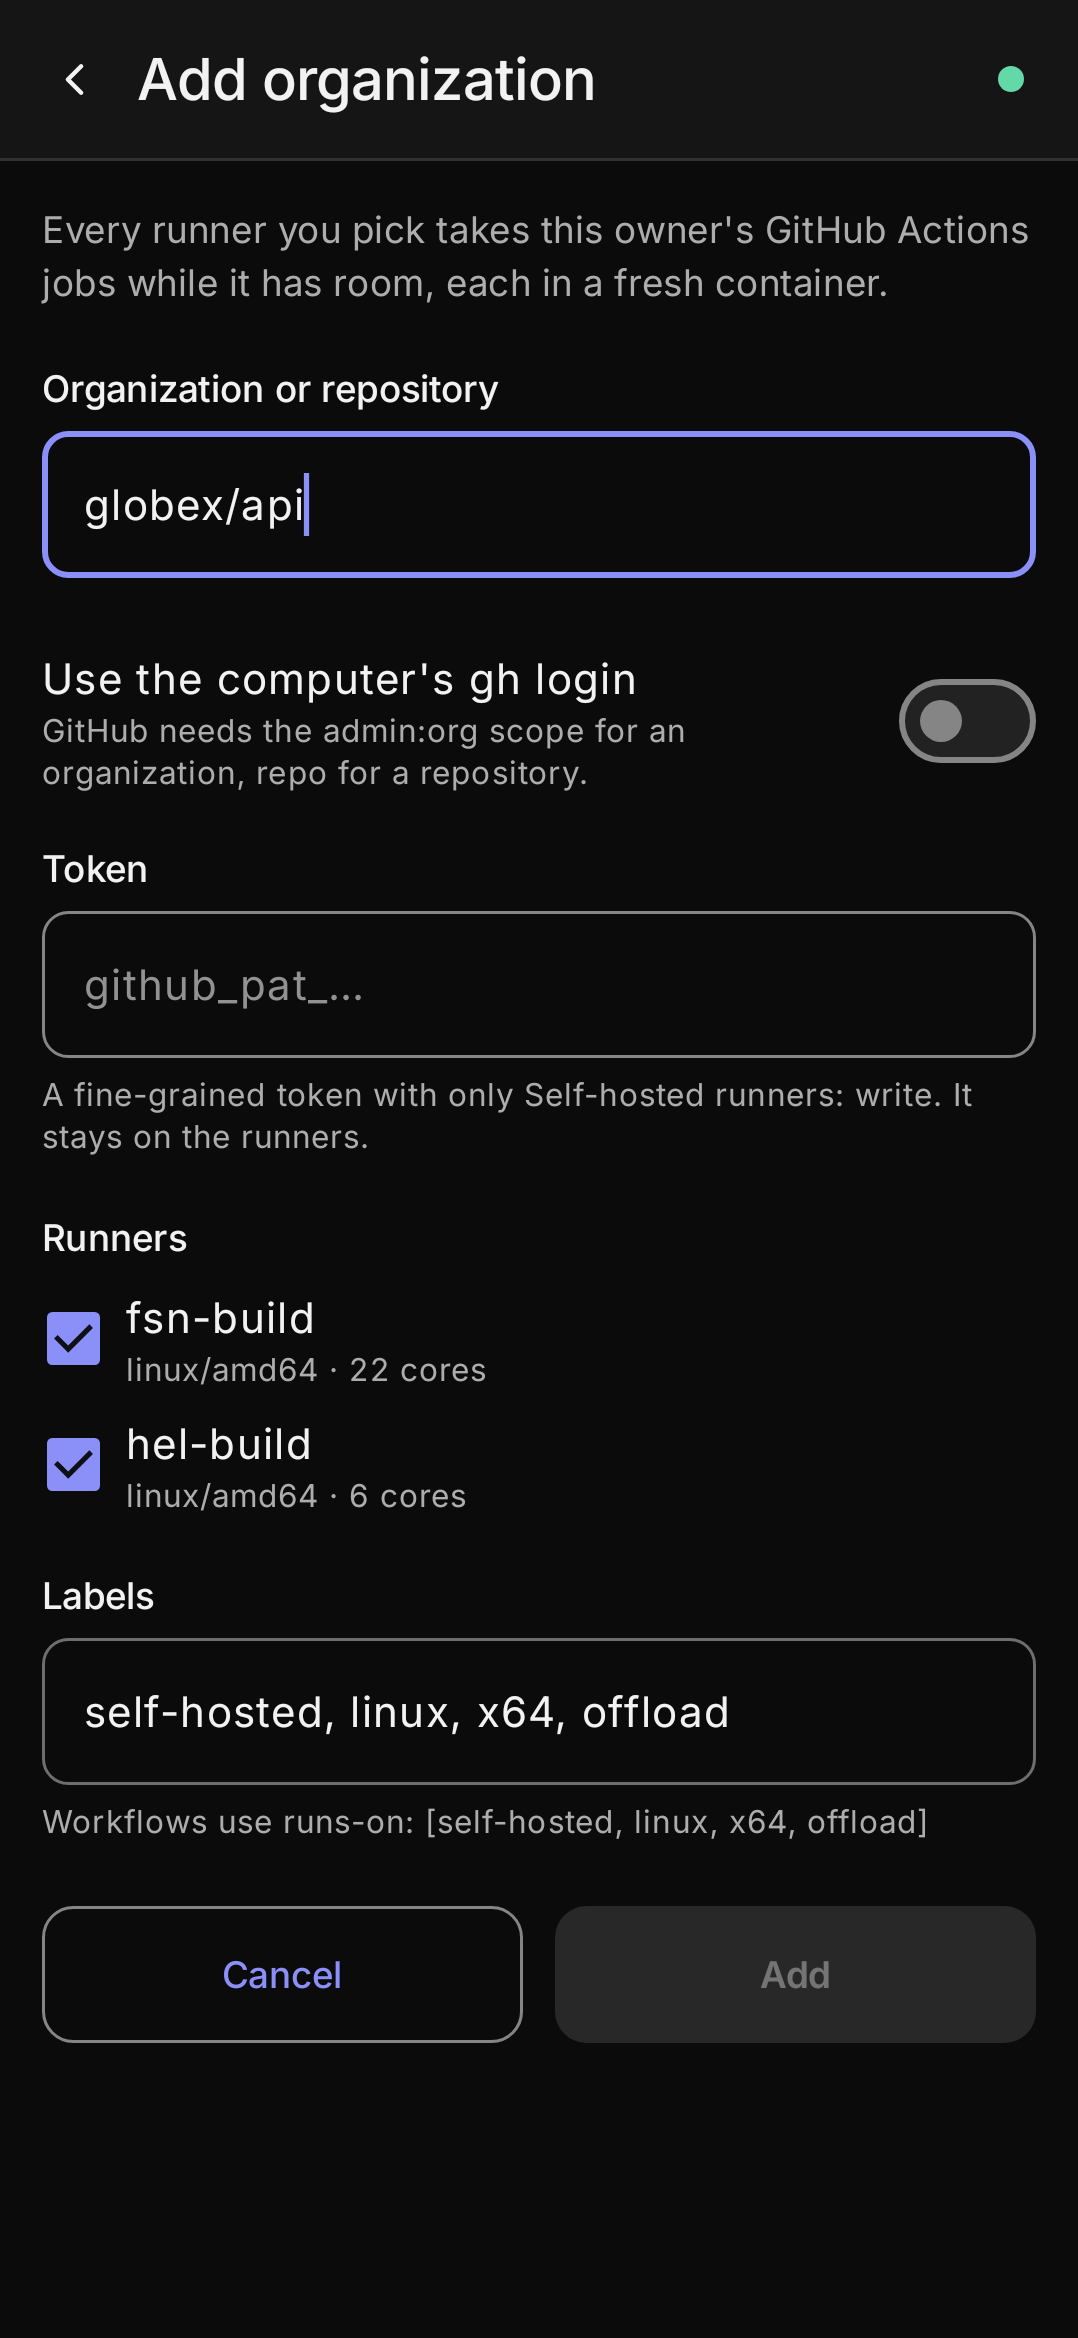 Add organization
Every runner you pick takes this owner's GitHub Actions
jobs while it has room, each in a fresh container.
Organization or repository
globex/api
Use the computer's gh login
GitHub needs the admin:org scope for an
organization, repo for a repository.
Token
github_pat_...
A fine-grained token with only Self-hosted runners: write. It
stays on the runners.
Runners
fsn-build
linux/amd64 · 22 cores
hel-build
linux/amd64 · 6 cores
Labels
self-hosted, linux, x64, offload
Workflows use runs-on: [self-hosted, linux, x64, offload]
Cancel
Add